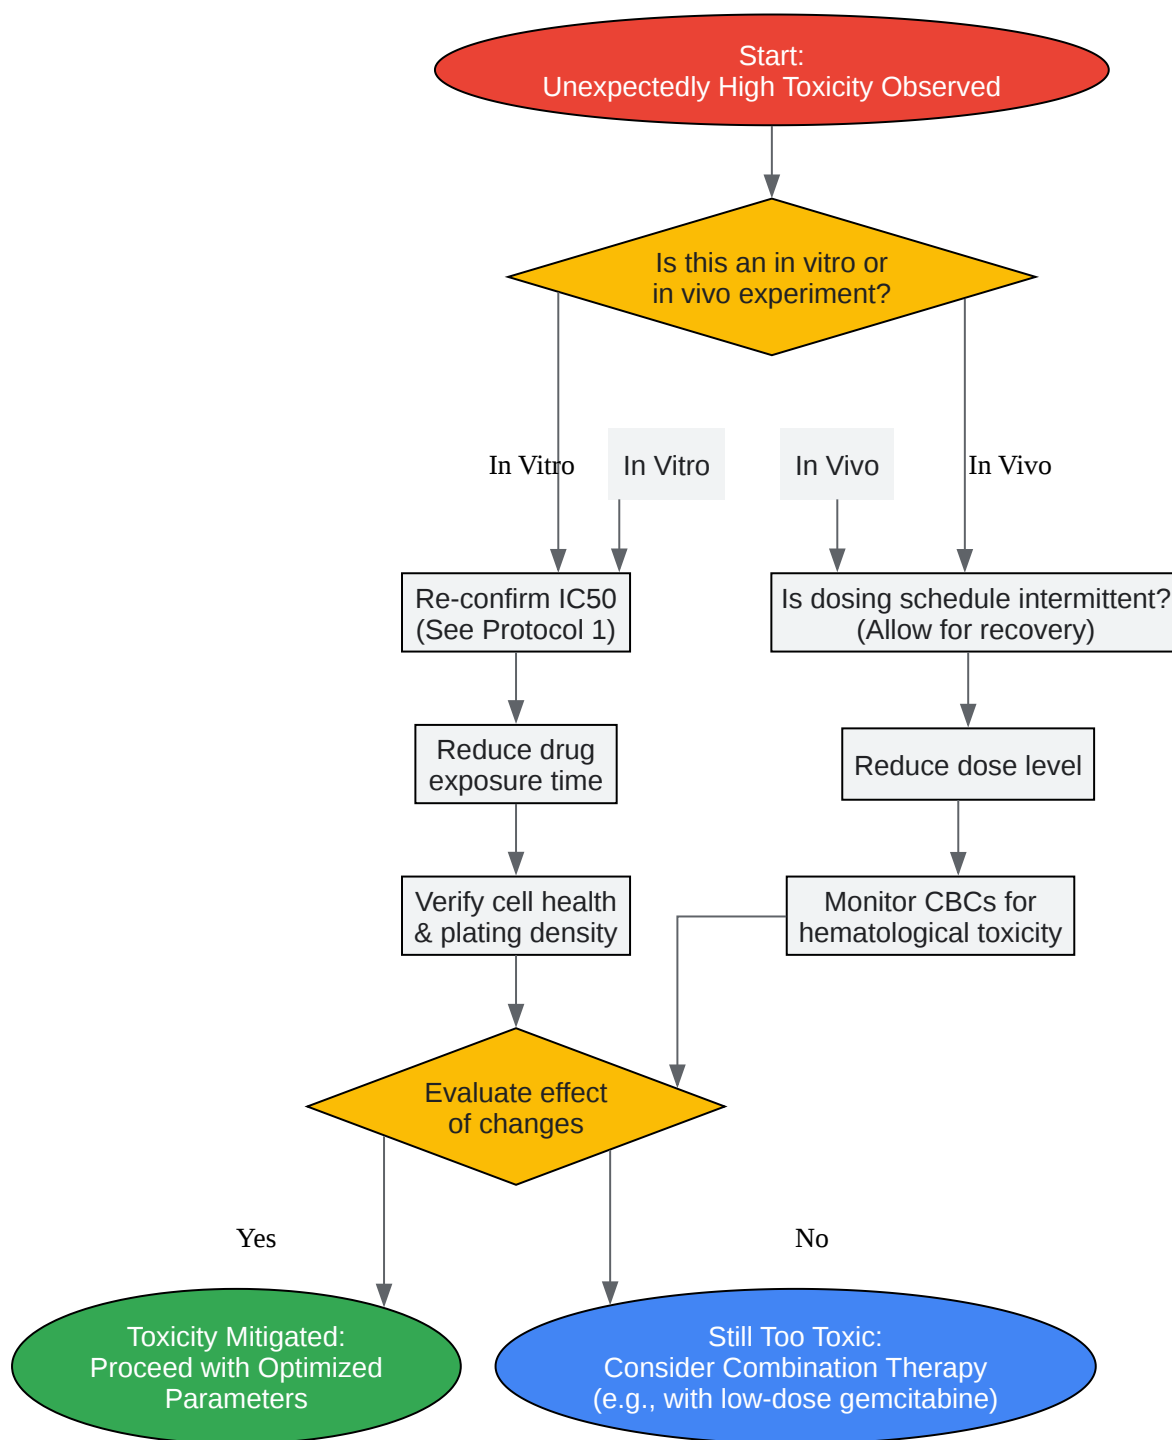 Start:
Unexpectedly High Toxicity Observed
Is this an in vitro or
in vivo experiment?
In Vitro
In Vitro
In Vivo
In Vivo
Re-confirm IC50
(See Protocol 1)
Is dosing schedule intermittent?
(Allow for recovery)
Reduce drug
exposure time
Reduce dose level
Verify cell health
& plating density
Monitor CBCs for
hematological toxicity
Evaluate effect
of changes
Yes
No
Toxicity Mitigated:
Proceed with Optimized
Parameters
Still Too Toxic:
Consider Combination Therapy
(e.g., with low-dose gemcitabine)